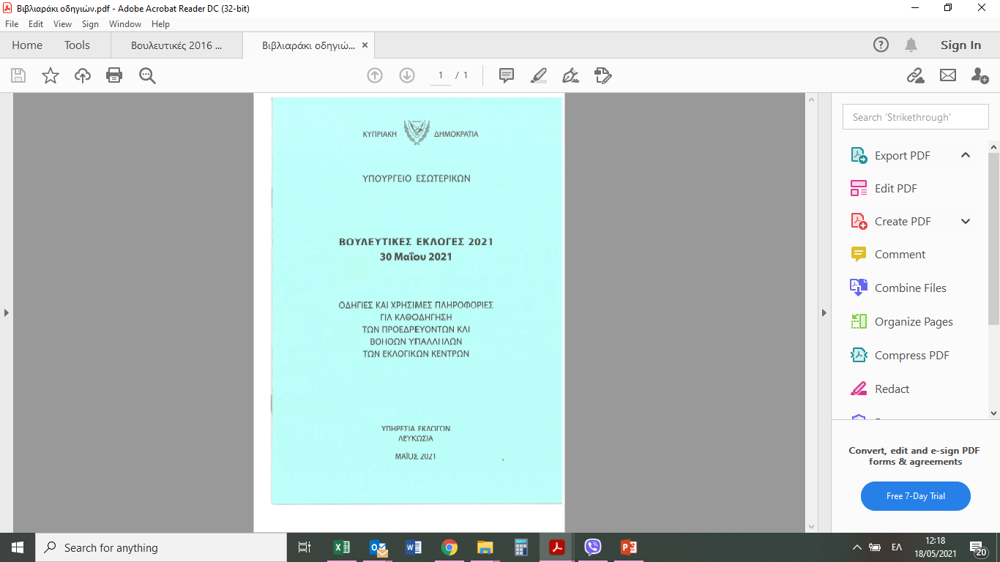 Βιβλιαράκι οδηγιών.pdf - Adobe Acrobat Reader DC (32-bit)
File Edit View Sign Window Help
Home Tools Βουλευτικές 2016 ... Βιβλιαράκι οδηγιώ... × Sign In
1 / 1
Search 'Strikethrough'
Export PDF
Edit PDF
Create PDF
Comment
Combine Files
Organize Pages
Compress PDF
Redact
Convert, edit and e-sign PDF
forms & agreements
Free 7-Day Trial
ΚΥΠΡΙΑΚΗ ΔΗΜΟΚΡΑΤΙΑ
ΥΠΟΥΡΓΕΙΟ ΕΣΩΤΕΡΙΚΩΝ
ΒΟΥΛΕΥΤΙΚΕΣ ΕΚΛΟΓΕΣ 2021
30 Μαΐου 2021
ΟΔΗΓΙΕΣ ΚΑΙ ΧΡΗΣΙΜΕΣ ΠΛΗΡΟΦΟΡΙΕΣ
ΓΙΑ ΚΑΘΟΔΗΓΗΣΗ
ΤΩΝ ΠΡΟΕΔΡΕΥΟΝΤΩΝ ΚΑΙ
ΒΟΗΘΩΝ ΥΠΑΛΛΗΛΩΝ
ΤΩΝ ΕΚΛΟΓΙΚΩΝ ΚΕΝΤΡΩΝ
ΥΠΗΡΕΣΙΑ ΕΚΛΟΓΩΝ
ΛΕΥΚΩΣΙΑ
ΜΑΪΟΣ 2021
Search for anything
ΕΛ
12:18
18/05/2021
20